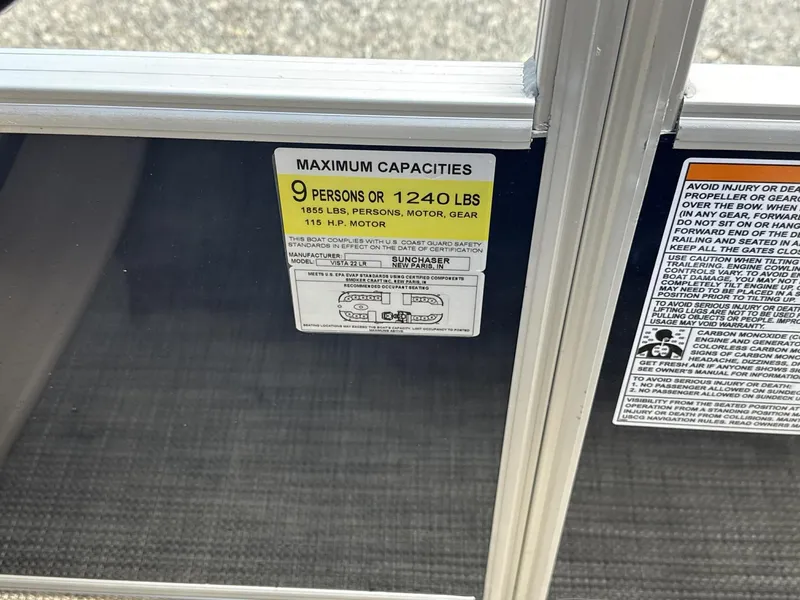 MAXIMUM CAPACITIES
9 PERSONS OR 1240 LBS
1855 LBS, PERSONS, MOTOR, GEAR
115 H.P. MOTOR
THIS BOAT COMPLIES WITH U.S. COAST GUARD SAFETY
STANDARDS IN EFFECT ON THE DATE OF CERTIFICATION
MANUFACTURER: SUNCHASER
MODEL: VISTA 22 LR NEW PARIS, IN
MEETS U.S. EPA EVAP STANDARDS USING CERTIFIED COMPONENTS
SMOKER CRAFT INC. NEW PARIS, IN
RECOMMENDED OCCUPANT SEATING
AVOID INJURY OR DEA
PROPELLER OR GEAR
OVER THE BOW. WHEN
(IN ANY GEAR, FORWAR
DO NOT SIT ON OR HANG
FORWARD END OF THE D
RAILING AND SEATED IN A
KEEP ALL THE GATES CLOS
USE CAUTION WHEN TILTING
TRAILERING. ENGINE COWLING
CONTROLS VARY. TO AVOID E
BOAT DAMAGE, YOU MAY NOT
COMPLETELY TILT ENGINE UP.
MAY NEED TO BE PLACED IN A
POSITION PRIOR TO TILTING UP.
TO AVOID SERIOUS INJURY OR DEAT
LIFTING LUGS ARE NOT TO BE USED
PULLING OBJECTS OR PEOPLE. IMPR
USAGE MAY VOID WARRANTY.
CARBON MONOXIDE (C
ENGINE AND GENERATO
COLORLESS CARBON MO
SIGNS OF CARBON MONO
HEADACHE, DIZZINESS, D
GET FRESH AIR IF ANYONE SHOWS S
SEE OWNER'S MANUAL FOR INFORMATI
TO AVOID SERIOUS INJURY OR DEATH:
1. NO PASSENGER ALLOWED ON SUNDEC
2. NO PASSENGER ALLOWED ON SUNDECK
VISIBILITY FROM THE SEATED POSITION AT
OPERATION FROM A STANDING POSITION M
INJURY OR DEATH FROM COLLISIONS. MAINT
USCG NAVIGATION RULES. READ OWNERS M